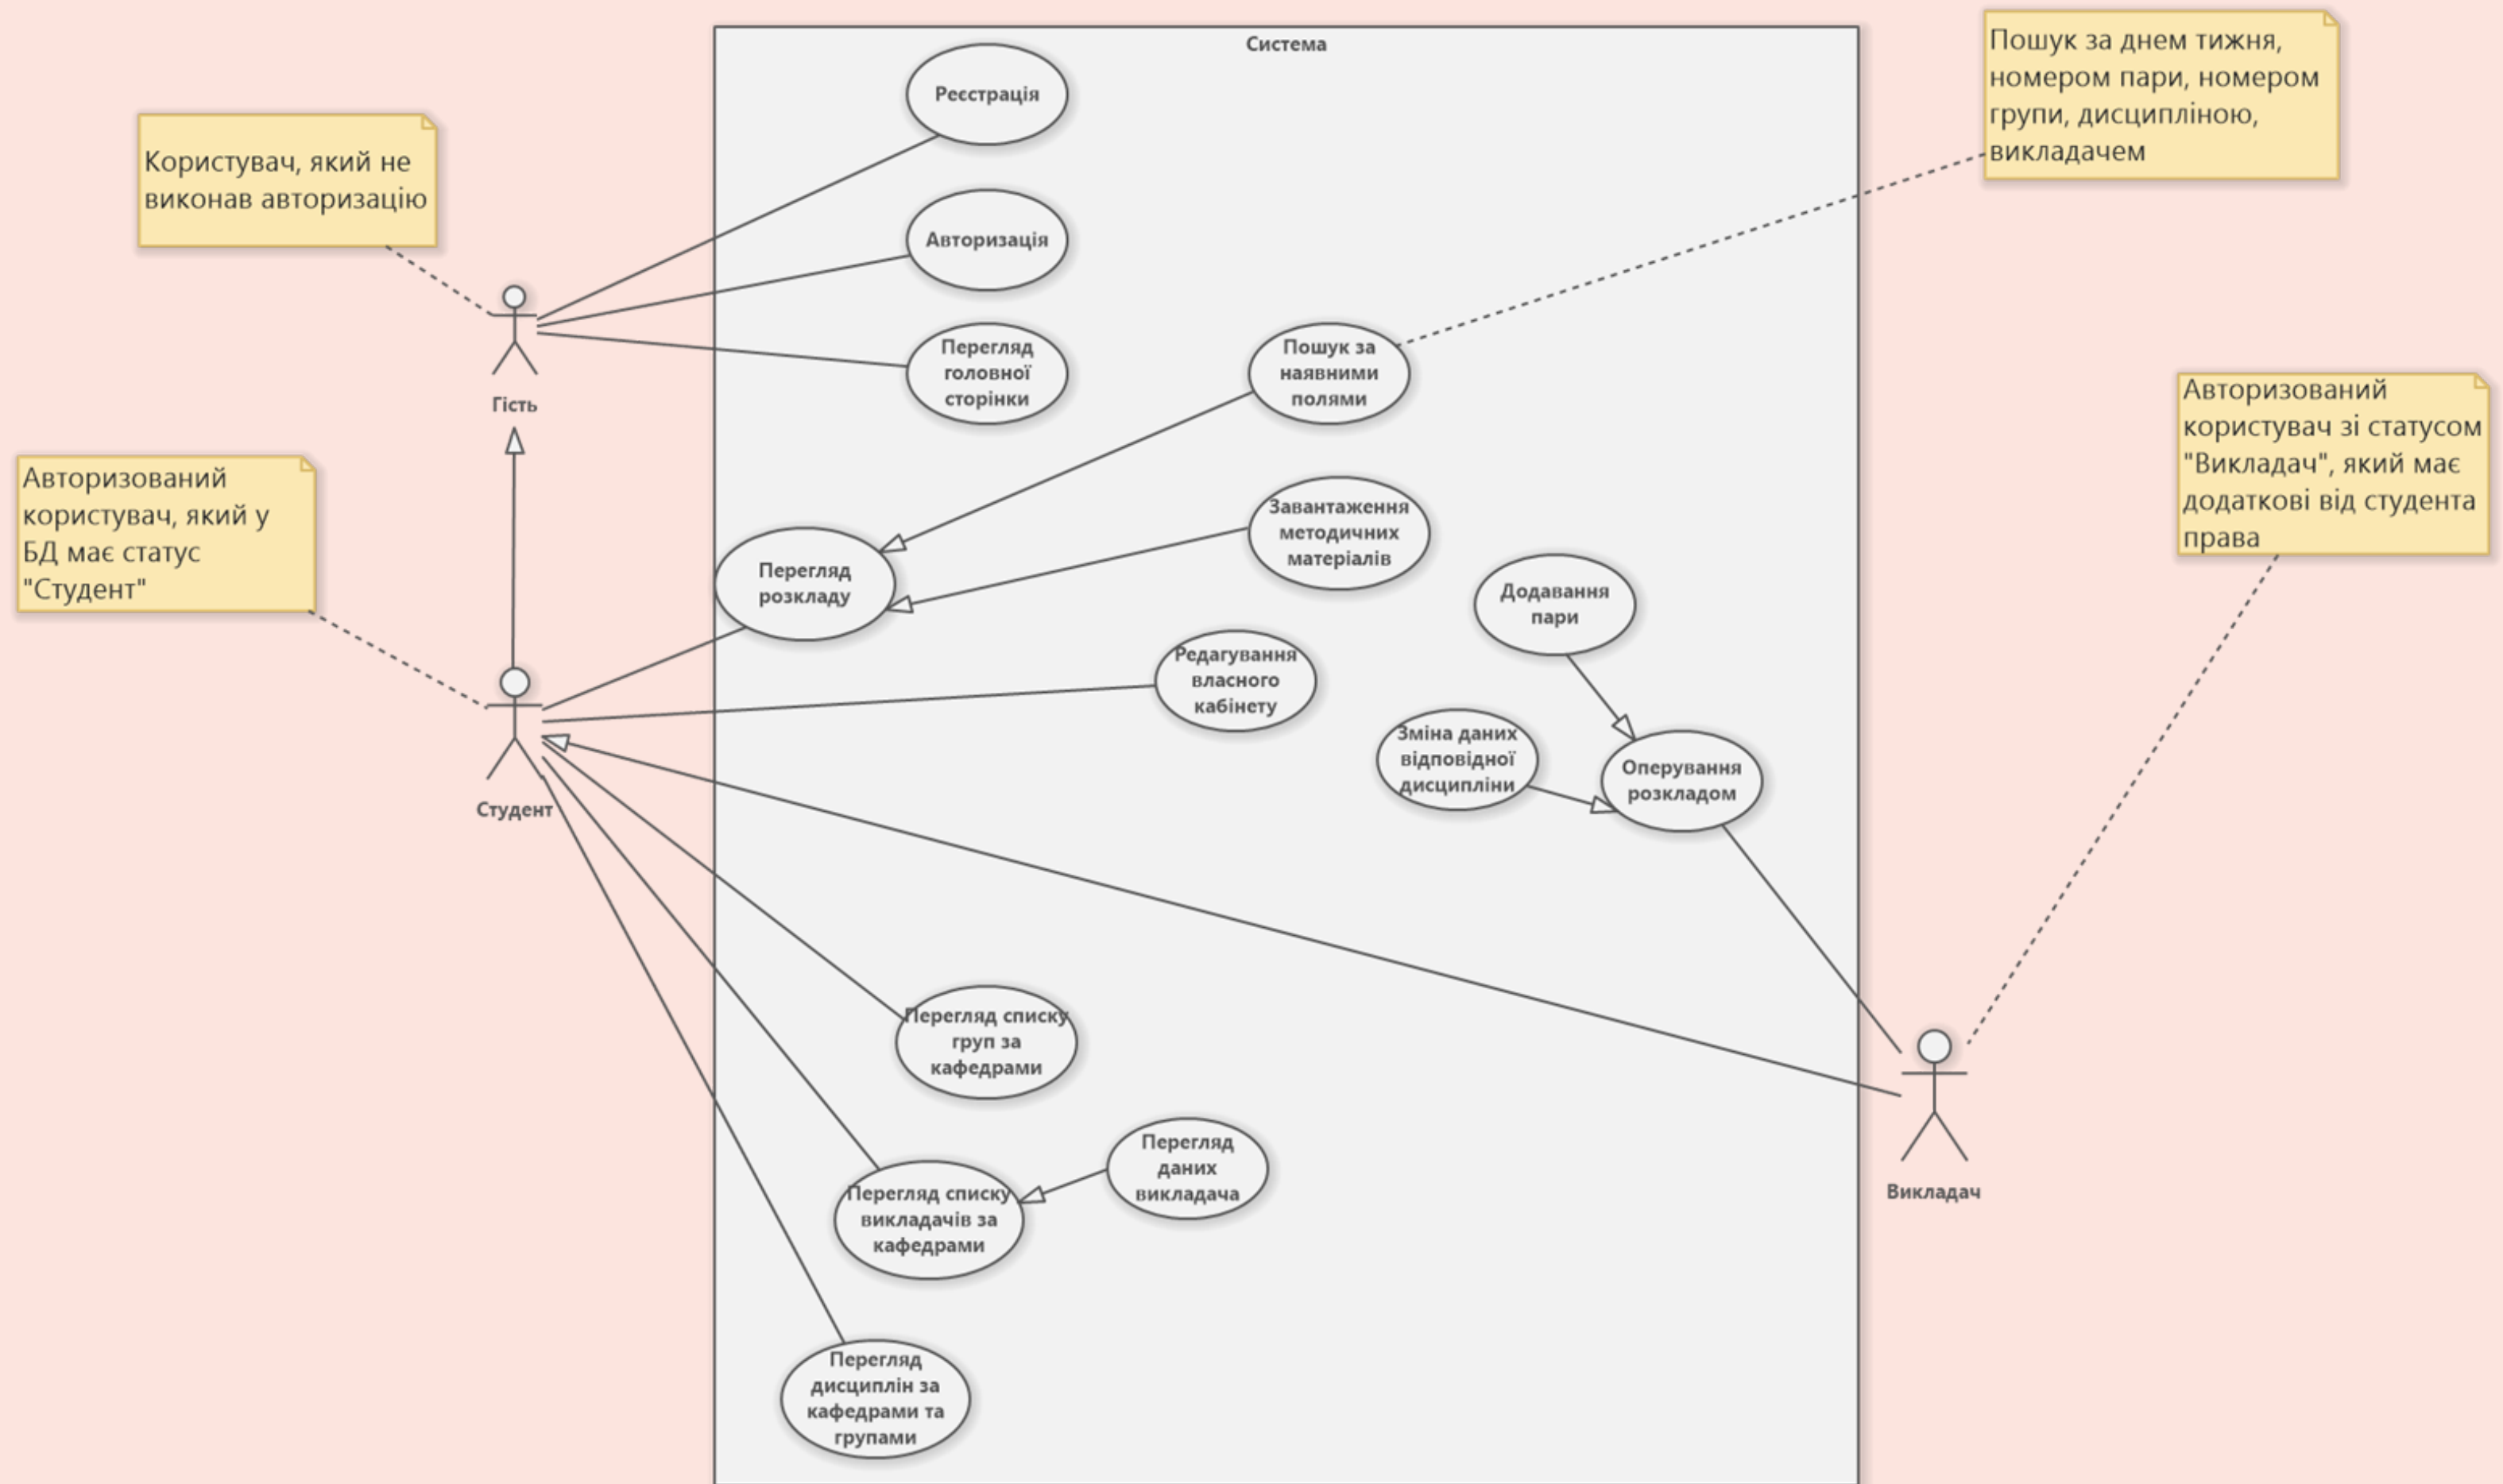 Система
Реєстрація
Користувач, який не
виконав авторизацію
Авторизація
Гість
Перегляд
головної
сторінки
Пошук за
наявними
полями
Пошук за днем тижня,
номером пари, номером
групи, дисципліною,
викладачем
Авторизований
користувач, який у
БД має статус
"Студент"
Перегляд
розкладу
Завантаження
методичних
матеріалів
Авторизований
користувач зі статусом
"Викладач", який має
додаткові від студента
права
Додавання
пари
Редагування
власного
кабінету
Зміна даних
відповідної
дисципліни
Оперування
розкладом
Студент
Перегляд списку
груп за
кафедрами
Перегляд
даних
викладача
Викладач
Перегляд списку
викладачів за
кафедрами
Перегляд
дисциплін за
кафедрами та
групами